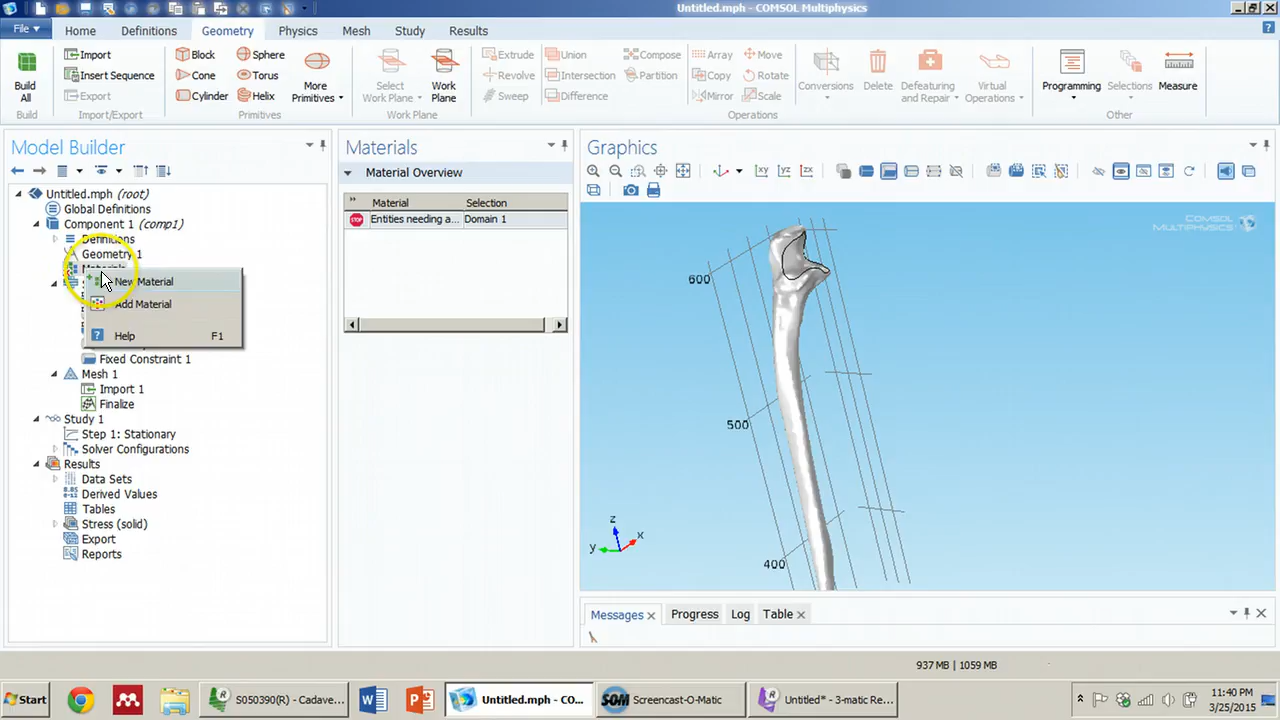 Untitled.mph - COMSOL Multiphysics
File
Home
Definitions
Geometry
Physics
Mesh
Study
Results
Build All
Build
Import
Insert Sequence
Export
Import/Export
Block
Cone
Cylinder
Sphere
Torus
Helix
More Primitives
Primitives
Select Work Plane
Work Plane
Work Plane
Extrude
Revolve
Sweep
Union
Intersection
Difference
Compose
Partition
Array
Copy
Mirror
Move
Rotate
Scale
Conversions
Delete
Defeaturing and Repair
Virtual Operations
Operations
Programming
Selections
Measure
Other
Model Builder
Untitled.mph (root)
Global Definitions
Component 1 (comp1)
Definitions
Geometry 1
Materials
New Material
Add Material
Help F1
Fixed Constraint 1
Mesh 1
Import 1
Finalize
Study 1
Step 1: Stationary
Solver Configurations
Results
Data Sets
Derived Values
Tables
Stress (solid)
Export
Reports
Materials
Material Overview
Material Selection
STOP Entities needing a... Domain 1
Graphics
COMSOL
MULTIPHYSICS
600
500
400
z
y
x
Messages
Progress
Log
Table
937 MB | 1059 MB
Start
S050390(R) - Cadave...
Untitled.mph - CO...
Screencast-O-Matic
Untitled* - 3-matic Re...
11:40 PM
3/25/2015